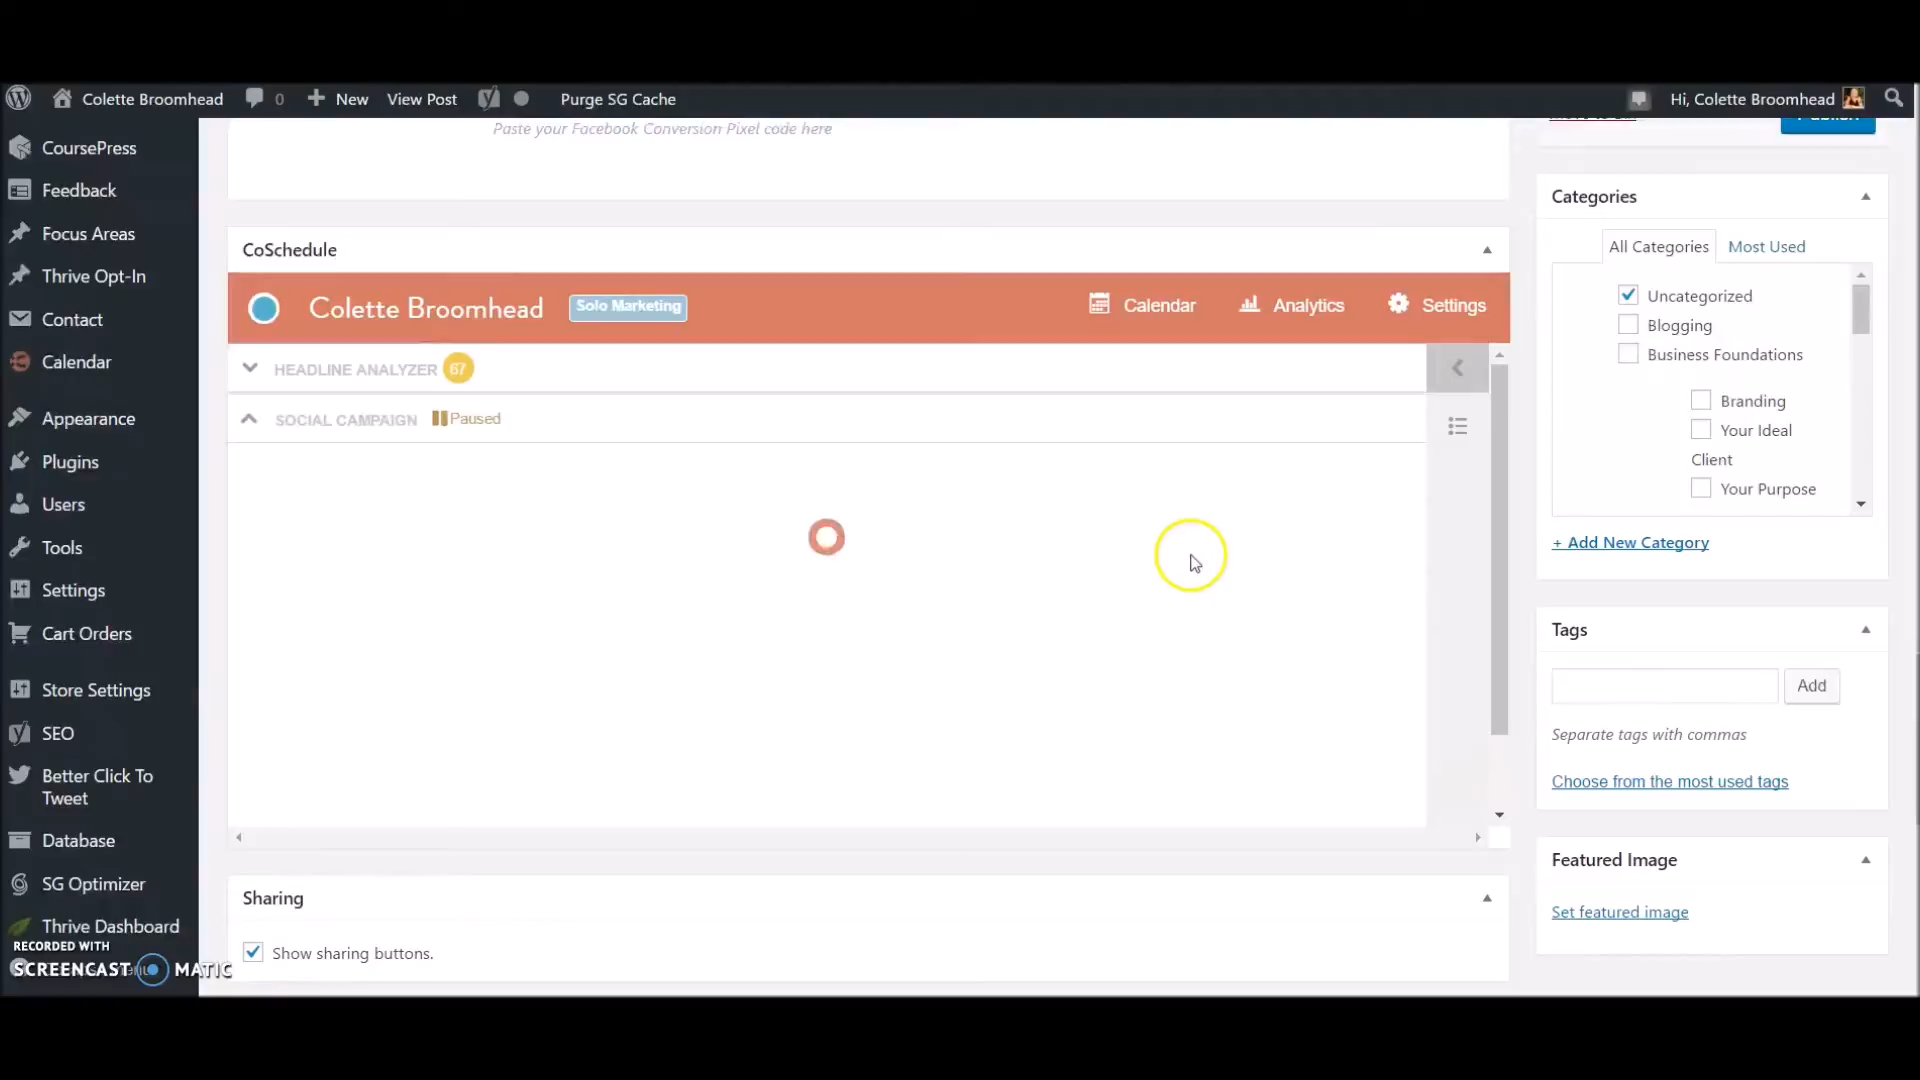 Colette Broomhead
0
New
View Post
Purge SG Cache
Hi, Colette Broomhead
CoursePress
Feedback
Focus Areas
Thrive Opt-In
Contact
Calendar
Appearance
Plugins
Users
Tools
Settings
Cart Orders
Store Settings
SEO
Better Click To
Tweet
Database
SG Optimizer
Thrive Dashboard
RECORDED WITH
SCREENCAST MATIC
Paste your Facebook Conversion Pixel code here
CoSchedule
Colette Broomhead
Solo Marketing
Calendar
Analytics
Settings
HEADLINE ANALYZER 67
SOCIAL CAMPAIGN Paused
Sharing
Show sharing buttons.
Publish
Categories
All Categories
Most Used
Uncategorized
Blogging
Business Foundations
Branding
Your Ideal
Client
Your Purpose
+ Add New Category
Tags
Add
Separate tags with commas
Choose from the most used tags
Featured Image
Set featured image